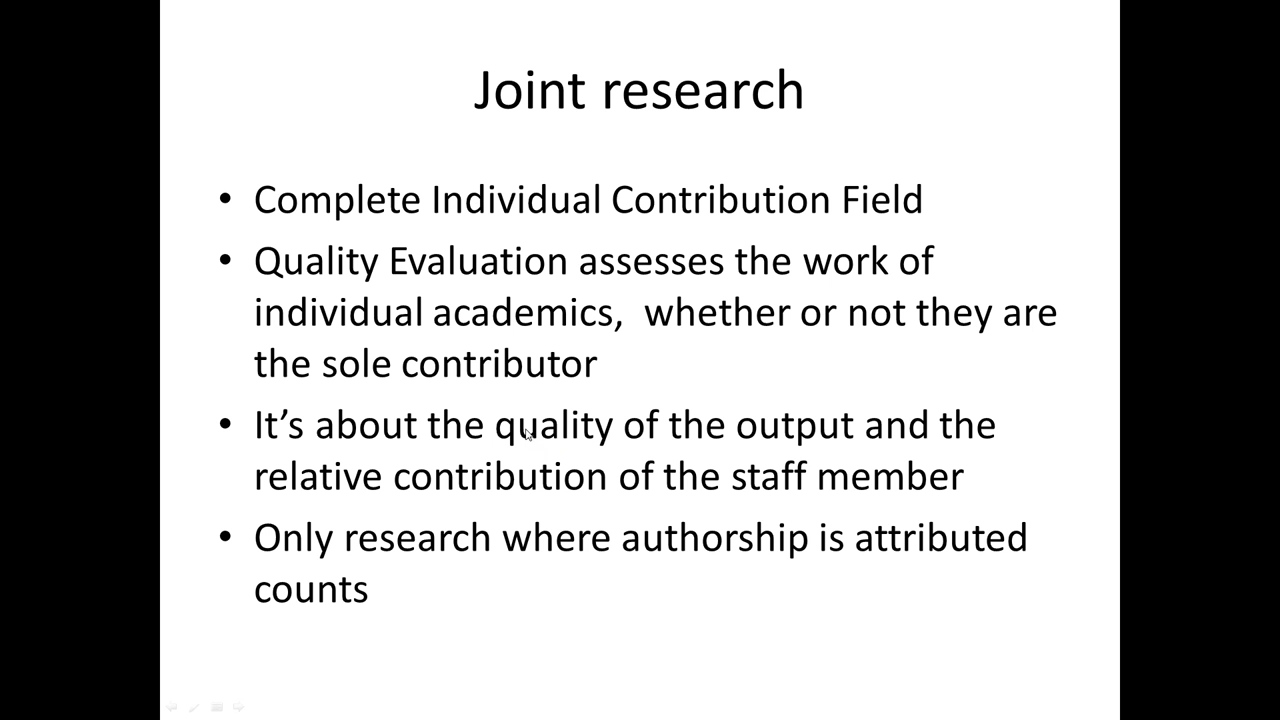 Joint research
• Complete Individual Contribution Field
• Quality Evaluation assesses the work of
individual academics,  whether or not they are
the sole contributor
• It’s about the quality of the output and the
relative contribution of the staff member
• Only research where authorship is attributed
counts